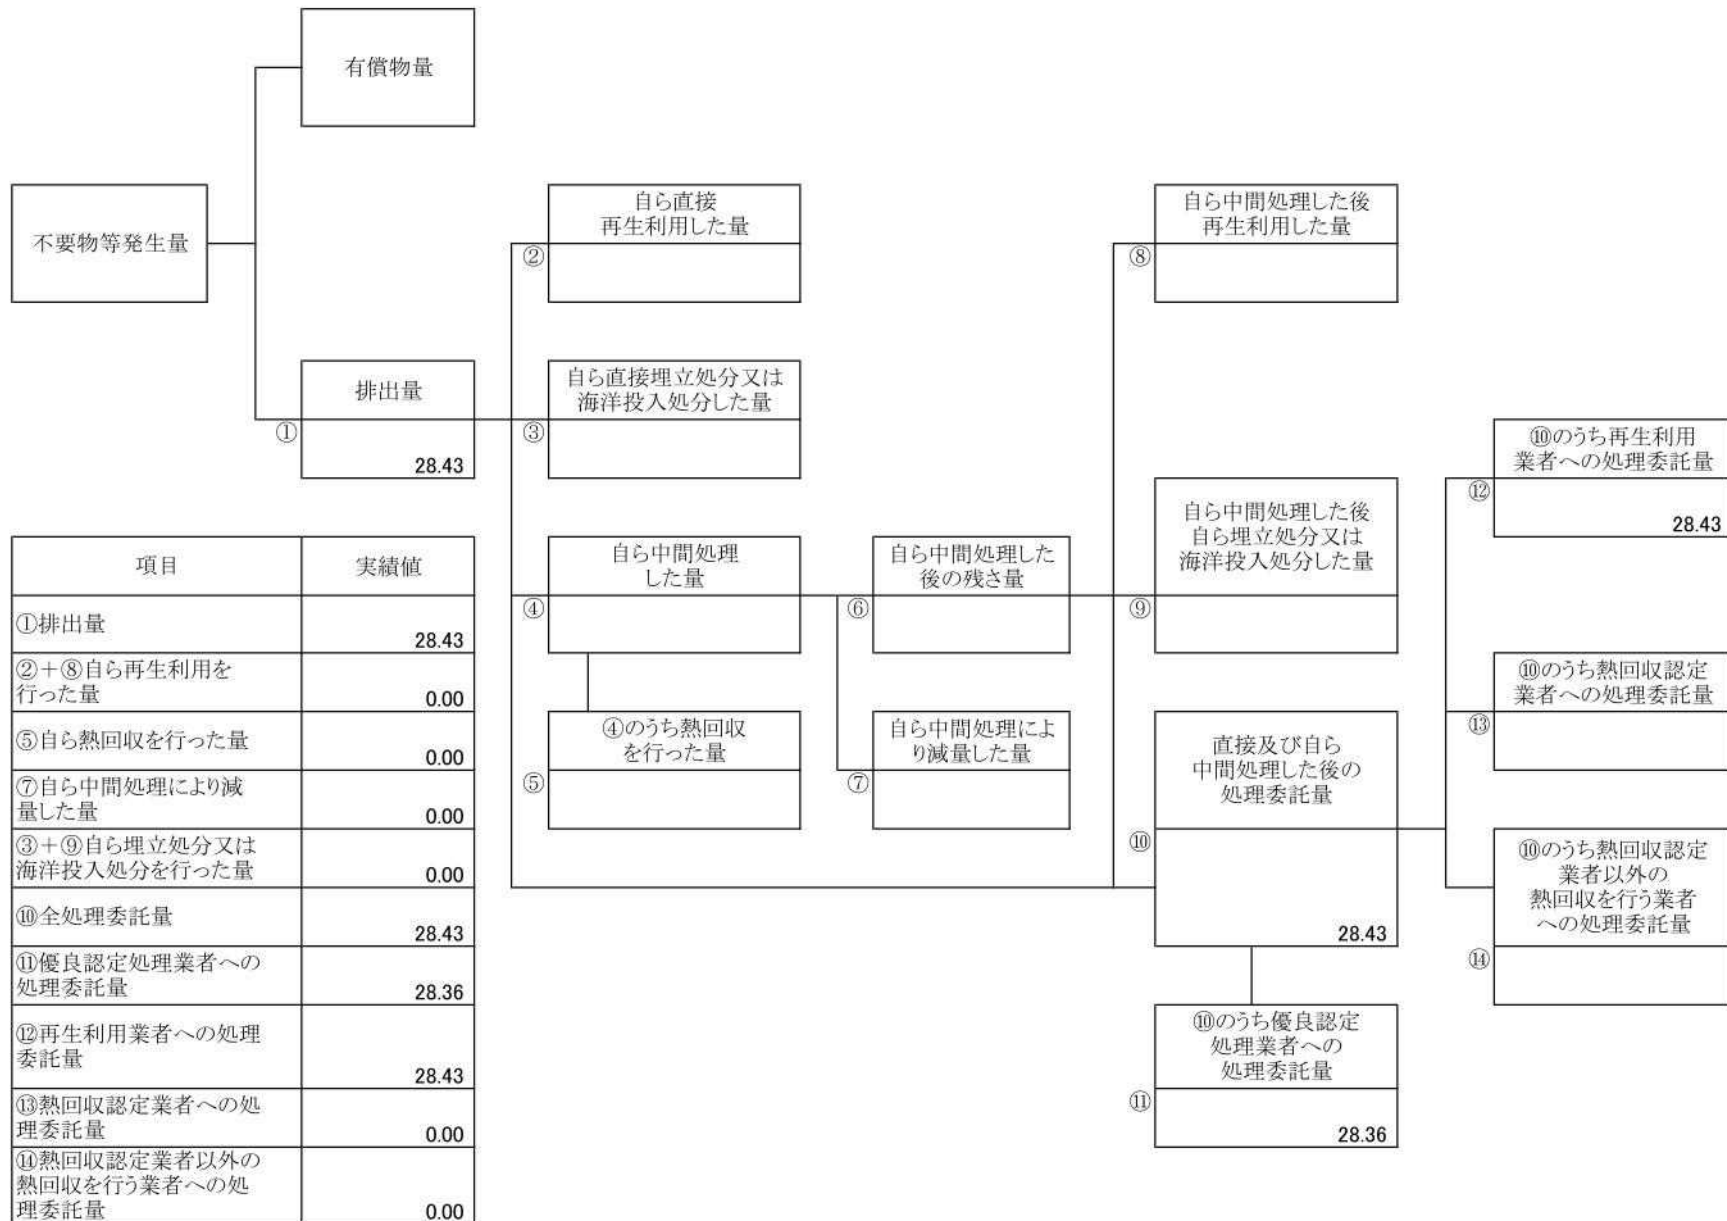 有償物量
不要物等発生量
排出量
①
28.43
自ら直接
再生利用した量
②
自ら直接埋立処分又は
海洋投入処分した量
③
自ら中間処理
した量
④
④のうち熱回収
を行った量
⑤
自ら中間処理した
後の残さ量
⑥
自ら中間処理によ
り減量した量
⑦
自ら中間処理した後
再生利用した量
⑧
自ら中間処理した後
自ら埋立処分又は
海洋投入処分した量
⑨
直接及び自ら
中間処理した後の
処理委託量
⑩
28.43
⑩のうち優良認定
処理業者への
処理委託量
⑪
28.36
⑩のうち再生利用
業者への処理委託量
⑫
28.43
⑩のうち熱回収認定
業者への処理委託量
⑬
⑩のうち熱回収認定
業者以外の
熱回収を行う業者
への処理委託量
⑭
項目 実績値
①排出量
28.43
②+⑧自ら再生利用を
行った量
0.00
⑤自ら熱回収を行った量
0.00
⑦自ら中間処理により減
量した量
0.00
③+⑨自ら埋立処分又は
海洋投入処分を行った量
0.00
⑩全処理委託量
28.43
⑪優良認定処理業者への
処理委託量
28.36
⑫再生利用業者への処理
委託量
28.43
⑬熱回収認定業者への処
理委託量
0.00
⑭熱回収認定業者以外の
熱回収を行う業者への処
理委託量
0.00